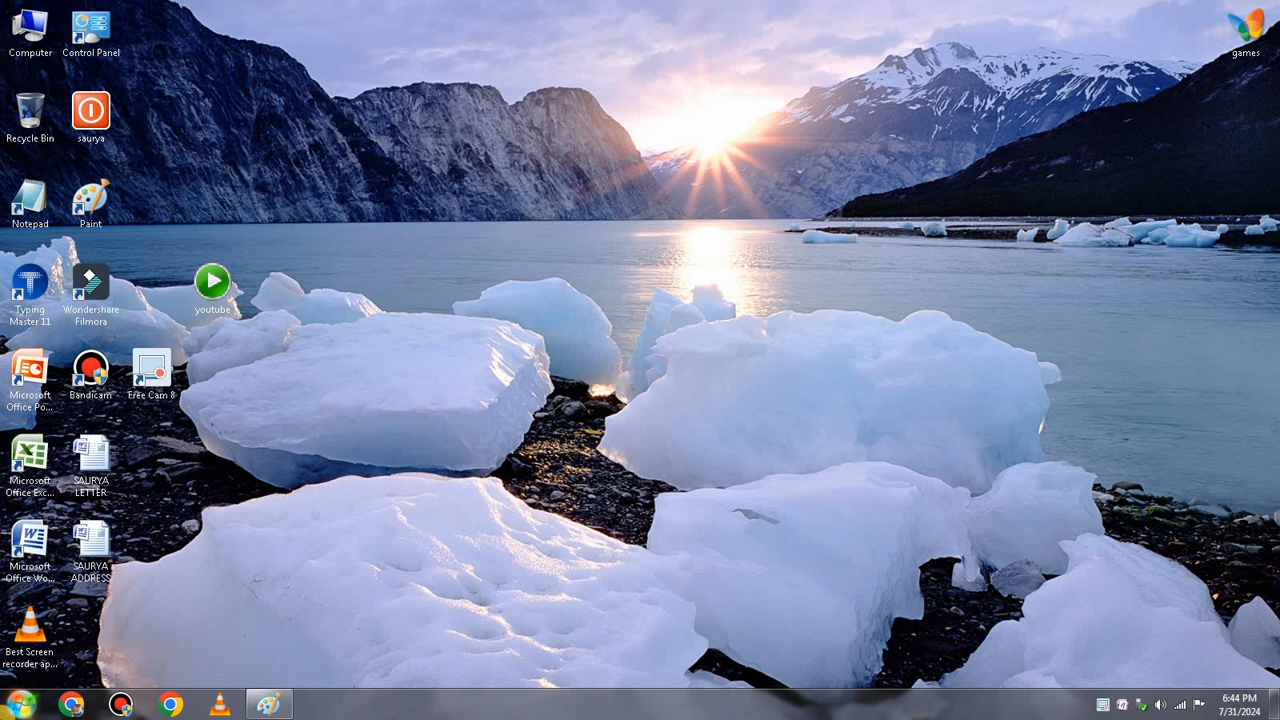 Computer
Control Panel
games
Recycle Bin
saurya
Notepad
Paint
Typing
Master 11
Wondershare
Filmora
youtube
Microsoft
Office Po...
Bandicam
Free Cam 8
Microsoft
Office Exc...
SAURYA
LETTER
Microsoft
Office Wo...
SAURYA
ADDRESS
Best Screen
recorder ap...
6:44 PM
7/31/2024